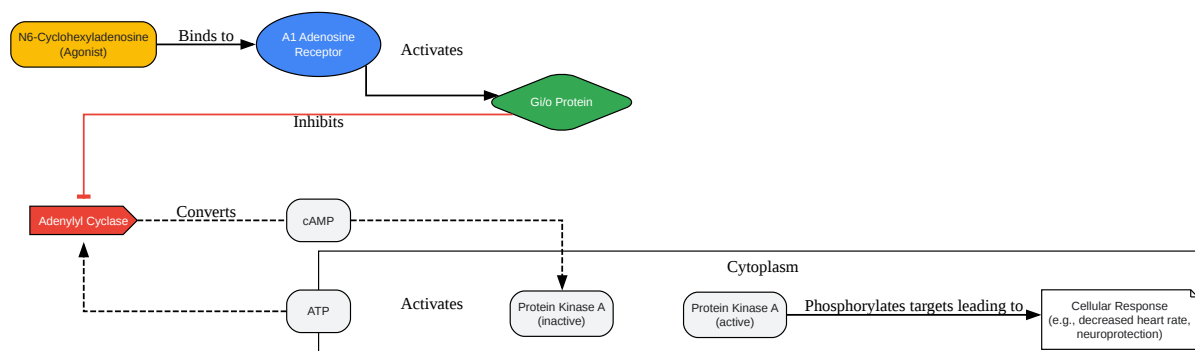 N6-Cyclohexyladenosine
(Agonist)
Binds to
A1 Adenosine
Receptor
Activates
Gi/o Protein
Inhibits
Adenylyl Cyclase
Converts
cAMP
Cytoplasm
ATP
Activates
Protein Kinase A
(inactive)
Protein Kinase A
(active)
Phosphorylates targets leading to
Cellular Response
(e.g., decreased heart rate,
neuroprotection)